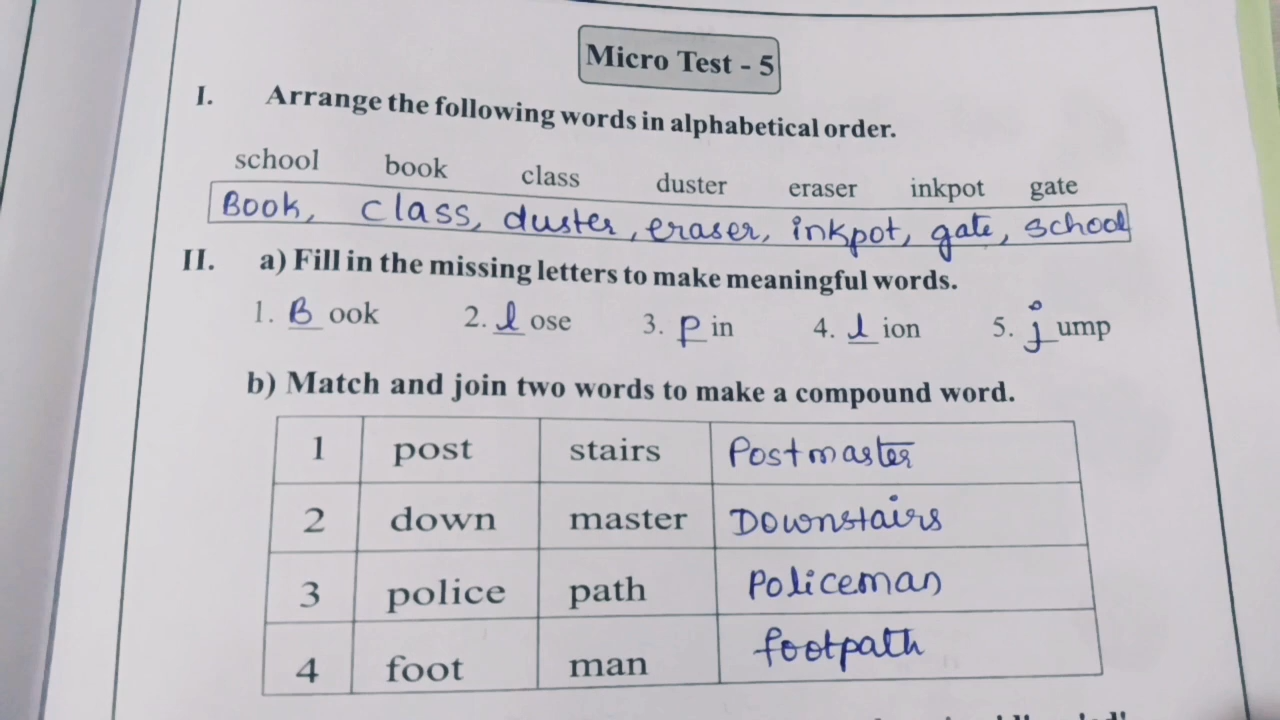 Micro Test - 5
I. Arrange the following words in alphabetical order.
school book class duster eraser inkpot gate
Book, class, duster, eraser, inkpot, gate, school
II. a) Fill in the missing letters to make meaningful words.
1. B ook 2. l ose 3. p in 4. l ion 5. j ump
b) Match and join two words to make a compound word.
1 post stairs Postmaster
2 down master Downstairs
3 police path Policeman
4 foot man footpath